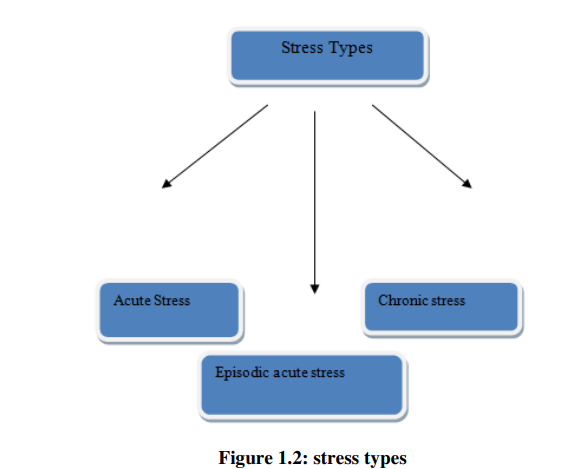 Stress Types
Acute Stress
Chronic stress
Episodic acute stress
Figure 1.2: stress types